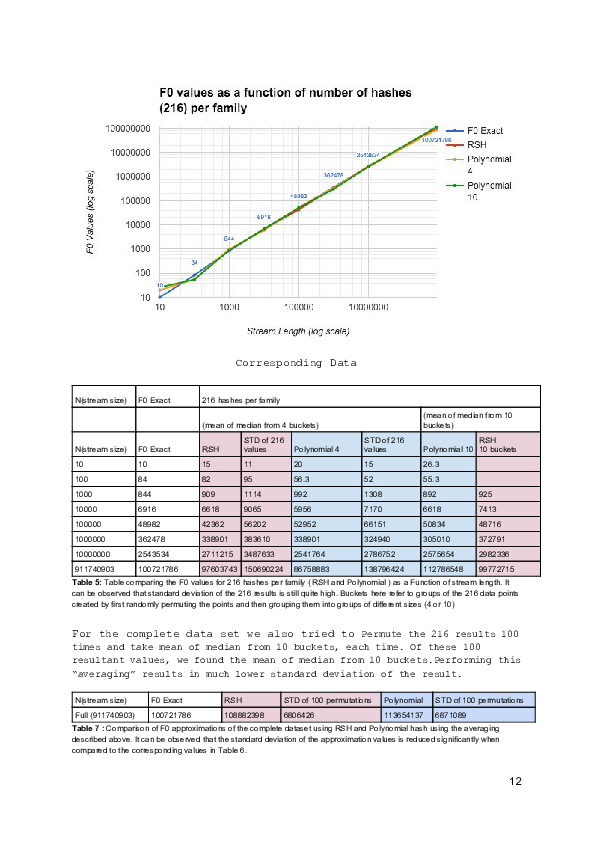 F0 values as a function of number of hashes
(216) per family
100000000
10000000
1000000
100000
10000
1000
100
10
10
1000
100000
10000000
10
84
844
6916
48982
362478
2543534
100721786
F0 Values (log scale)
Stream Length (log scale)
F0 Exact
RSH
Polynomial
4
Polynomial
10
Corresponding Data
N(stream size) F0 Exact 216 hashes per family
(mean of median from 4 buckets) (mean of median from 10
buckets)
N(stream size) F0 Exact RSH STD of 216 values Polynomial 4 STD of 216 values Polynomial 10 RSH 10 buckets
10 10 15 11 20 15 26.3
100 84 82 95 56.3 52 55.3
1000 844 909 1114 992 1308 892 925
10000 6916 6618 9065 5956 7170 6618 7413
100000 48982 42362 56202 52952 66151 50834 48716
1000000 362478 338901 383610 338901 324940 305010 372791
10000000 2543534 2711215 3487633 2541764 2786752 2575654 2982336
911740903 100721786 97603743 150690224 86758883 138796424 112786548 99772715
Table 5: Table comparing the F0 values for 216 hashes per family (RSH and Polynomial) as a Function of stream length. It
can be observed that standard deviation of the 216 results is still quite high. Buckets here refer to groups of the 216 data points
created by first randomly permuting the points and then grouping them into groups of different sizes (4 or 10)
For the complete data set we also tried to Permute the 216 results 100
times and take mean of median from 10 buckets, each time. Of these 100
resultant values, we found the mean of median from 10 buckets.Performing this
“averaging” results in much lower standard deviation of the result.
N(stream size) F0 Exact RSH STD of 100 permutations Polynomial STD of 100 permutations
Full (911740903) 100721786 108882398 6806426 113654137 6871089
Table 7 : Comparison of F0 approximations of the complete dataset using RSH and Polynomial hash using the averaging
described above. It can be observed that the standard deviation of the approximation values is reduced significantly when
compared to the corresponding values in Table 6.
12